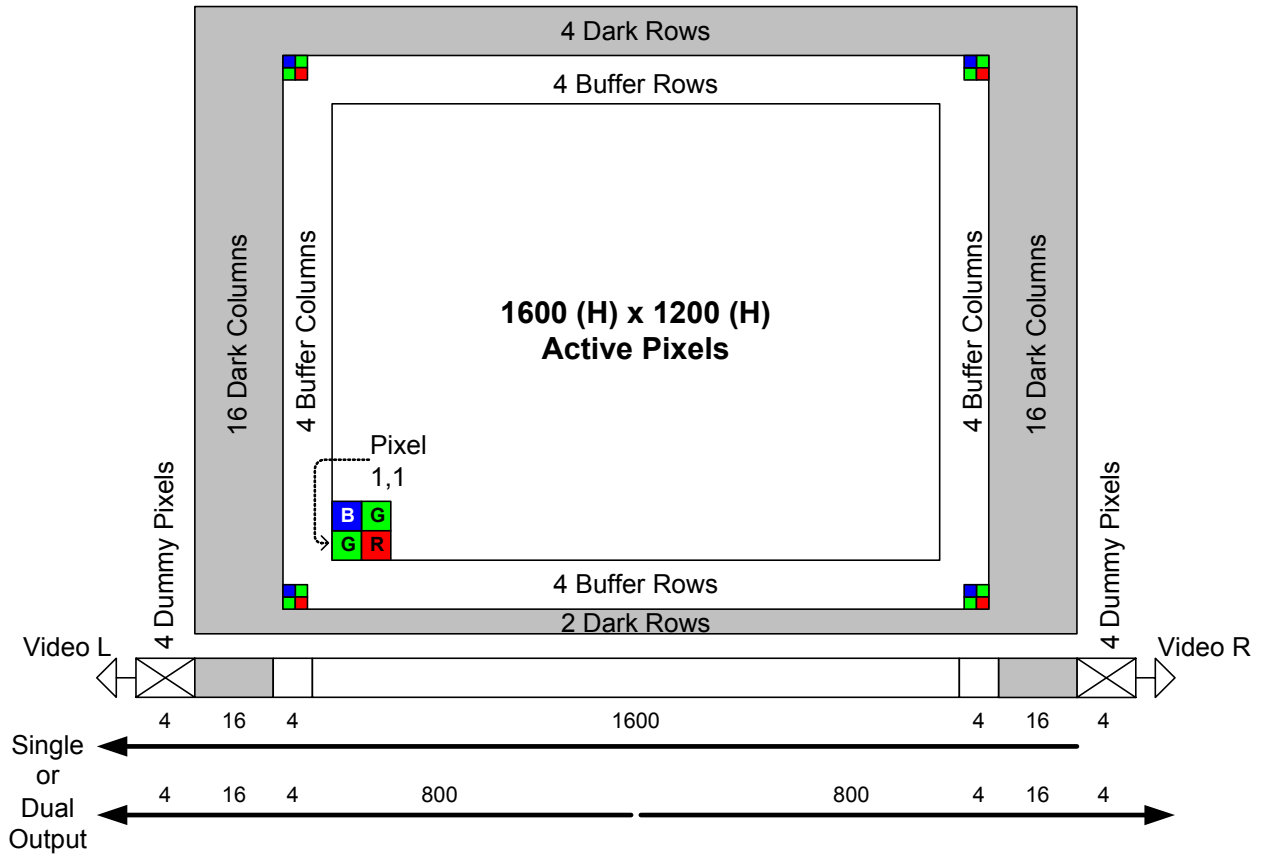 4 Dark Rows
4 Buffer Rows
16 Dark Columns
4 Buffer Columns
1600 (H) x 1200 (H)
Active Pixels
4 Buffer Columns
16 Dark Columns
Pixel
1,1
B G
G R
4 Dummy Pixels
4 Dummy Pixels
4 Buffer Rows
2 Dark Rows
Video L
Video R
4 16 4 1600 4 16 4
Single
or
Dual
Output
4 16 4 800 800 4 16 4